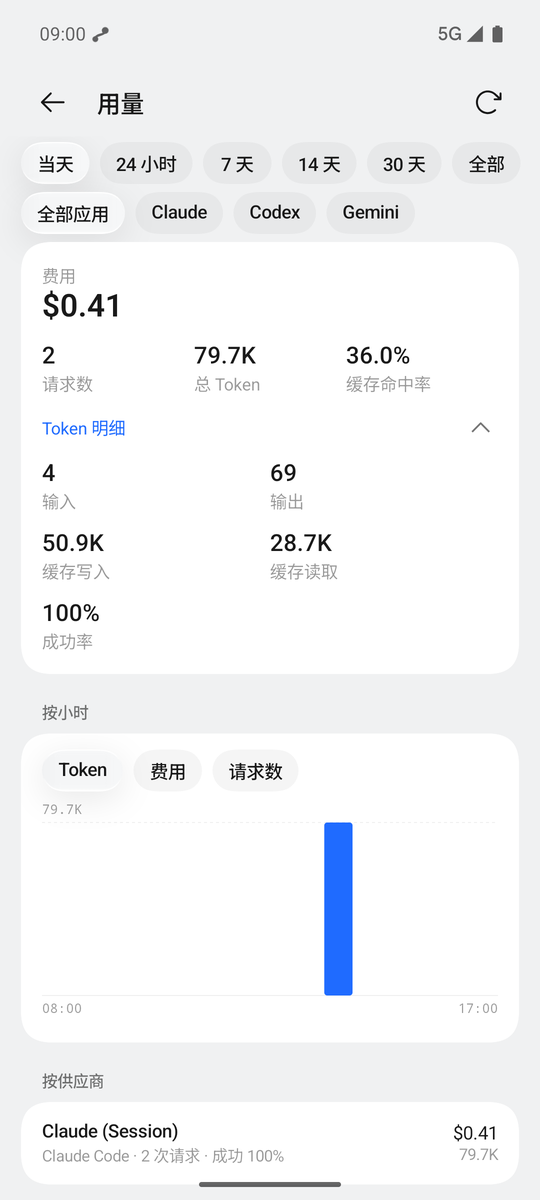 09:00
5G
用量
当天 24 小时 7 天 14 天 30 天 全部
全部应用 Claude Codex Gemini
费用
$0.41
2 79.7K 36.0%
请求数 总 Token 缓存命中率
Token 明细
4 69
输入 输出
50.9K 28.7K
缓存写入 缓存读取
100%
成功率
按小时
Token 费用 请求数
79.7K
08:00 17:00
按供应商
Claude (Session) $0.41
Claude Code · 2 次请求 · 成功 100% 79.7K